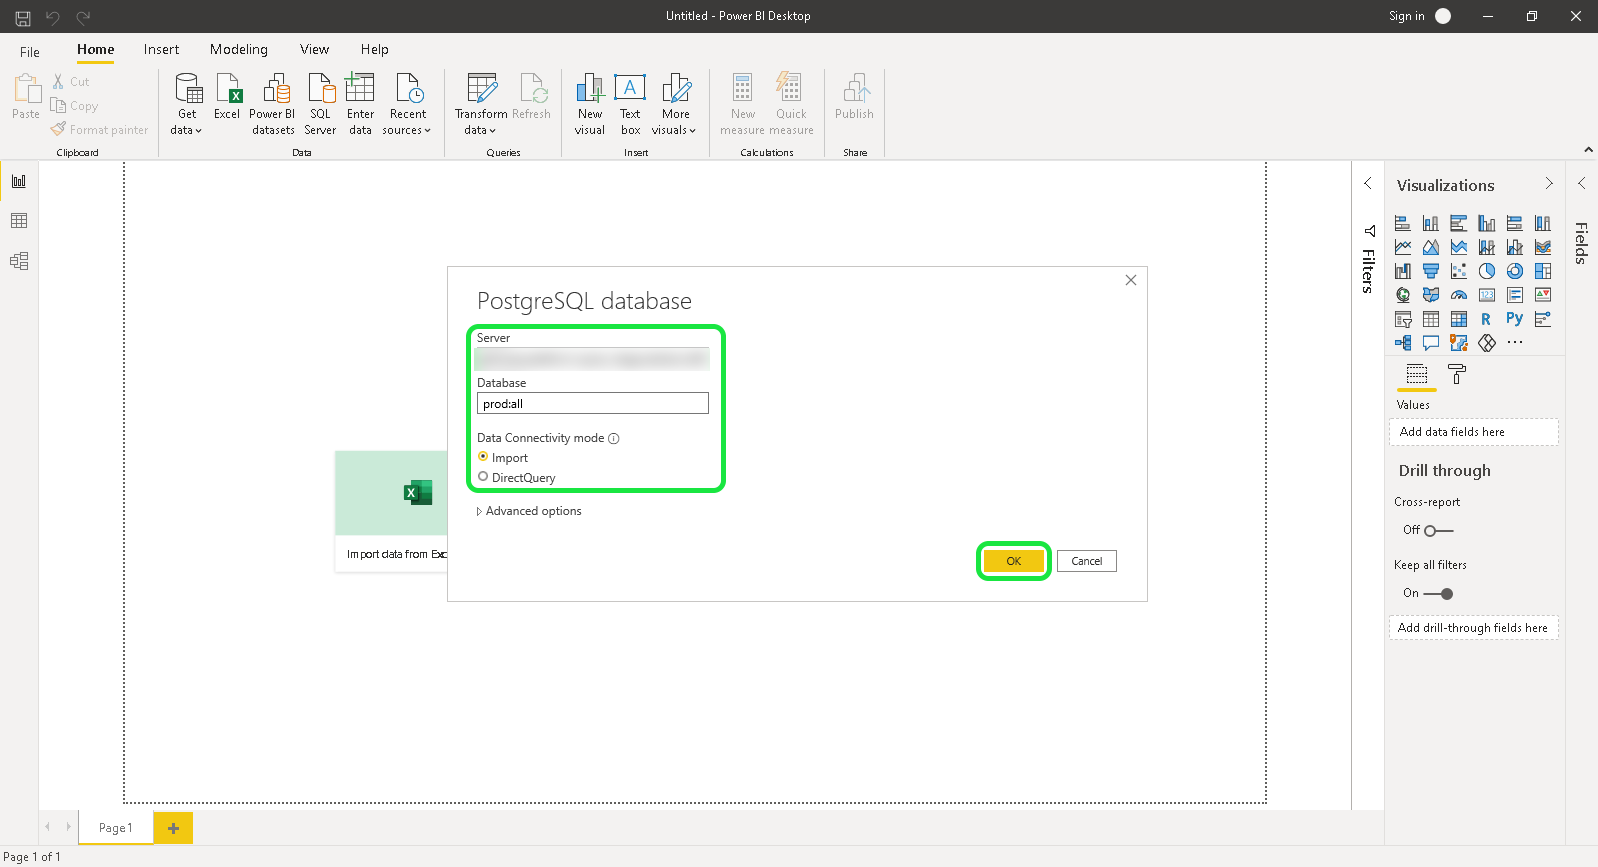 Untitled - Power BI Desktop
Sign in
File
Home
Insert
Modeling
View
Help
Paste
Cut
Copy
Format painter
Clipboard
Get data
Excel
Power BI datasets
SQL Server
Enter data
Recent sources
Data
Transform data
Refresh
Queries
New visual
Text box
More visuals
Insert
New measure
Quick measure
Calculations
Publish
Share
PostgreSQL database
Server
Database
prod:all
Data Connectivity mode
Import
DirectQuery
Advanced options
OK
Cancel
Import data from Exc
Filters
Visualizations
Fields
123
R
Py
Values
Add data fields here
Drill through
Cross-report
Off
Keep all filters
On
Add drill-through fields here
Page 1
Page 1 of 1